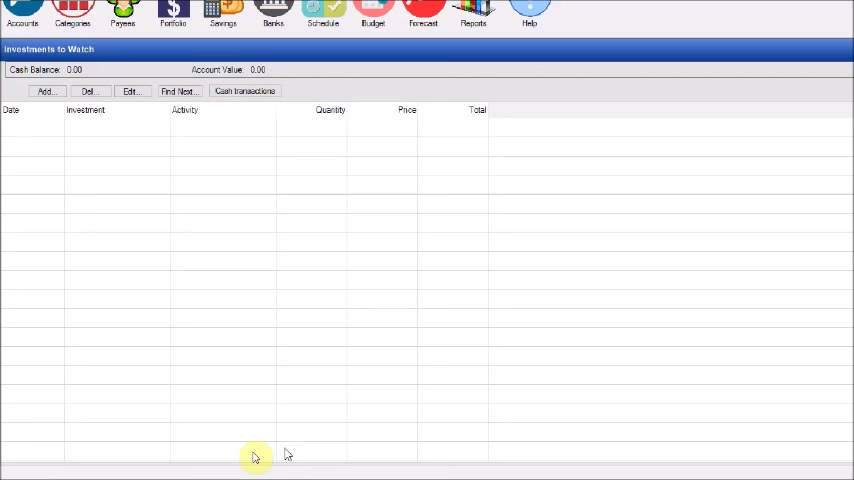 Accounts Categories Payees Portfolio Savings Banks Schedule Budget Forecast Reports Help
Investments to Watch
Cash Balance: 0.00 Account Value: 0.00
Add... Del... Edit... Find Next... Cash transactions
Date Investment Activity Quantity Price Total